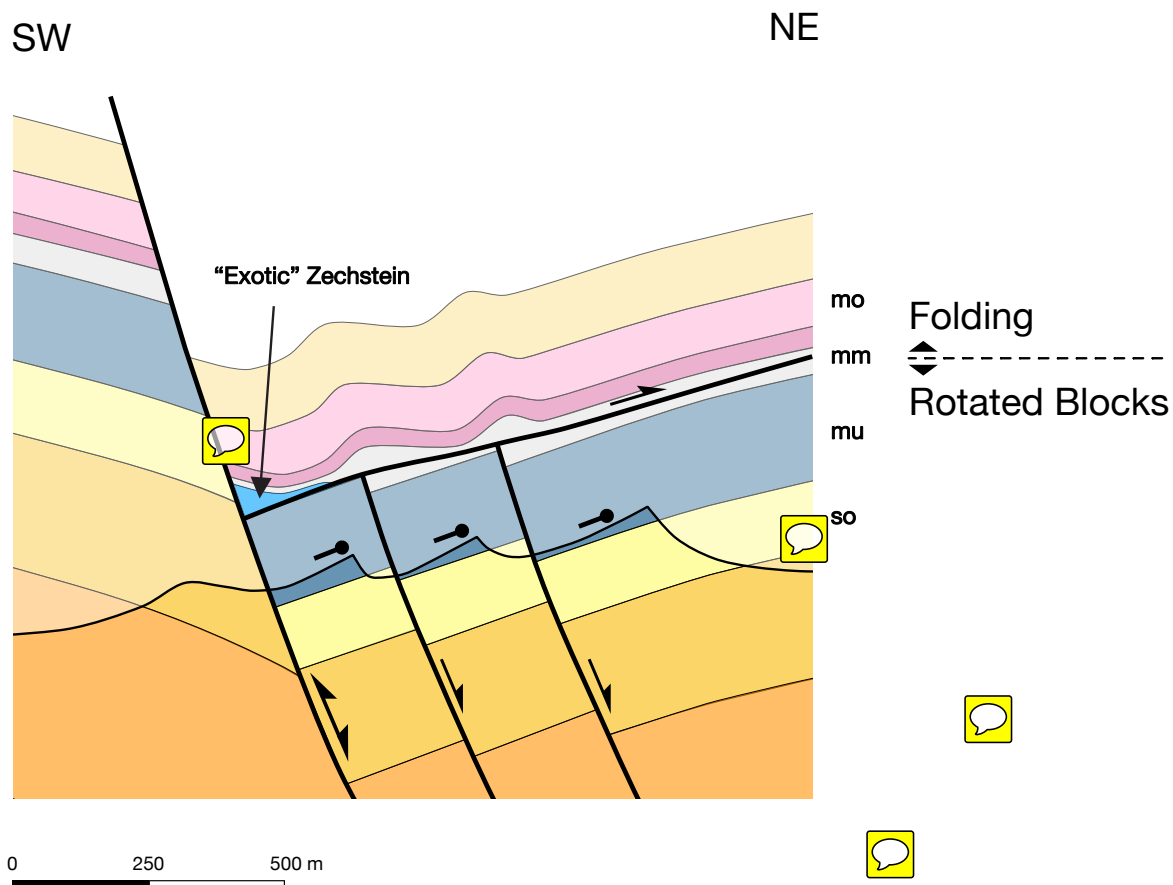 SW
NE
“Exotic” Zechstein
mo
Folding
mm
Rotated Blocks
mu
so
0 250 500 m